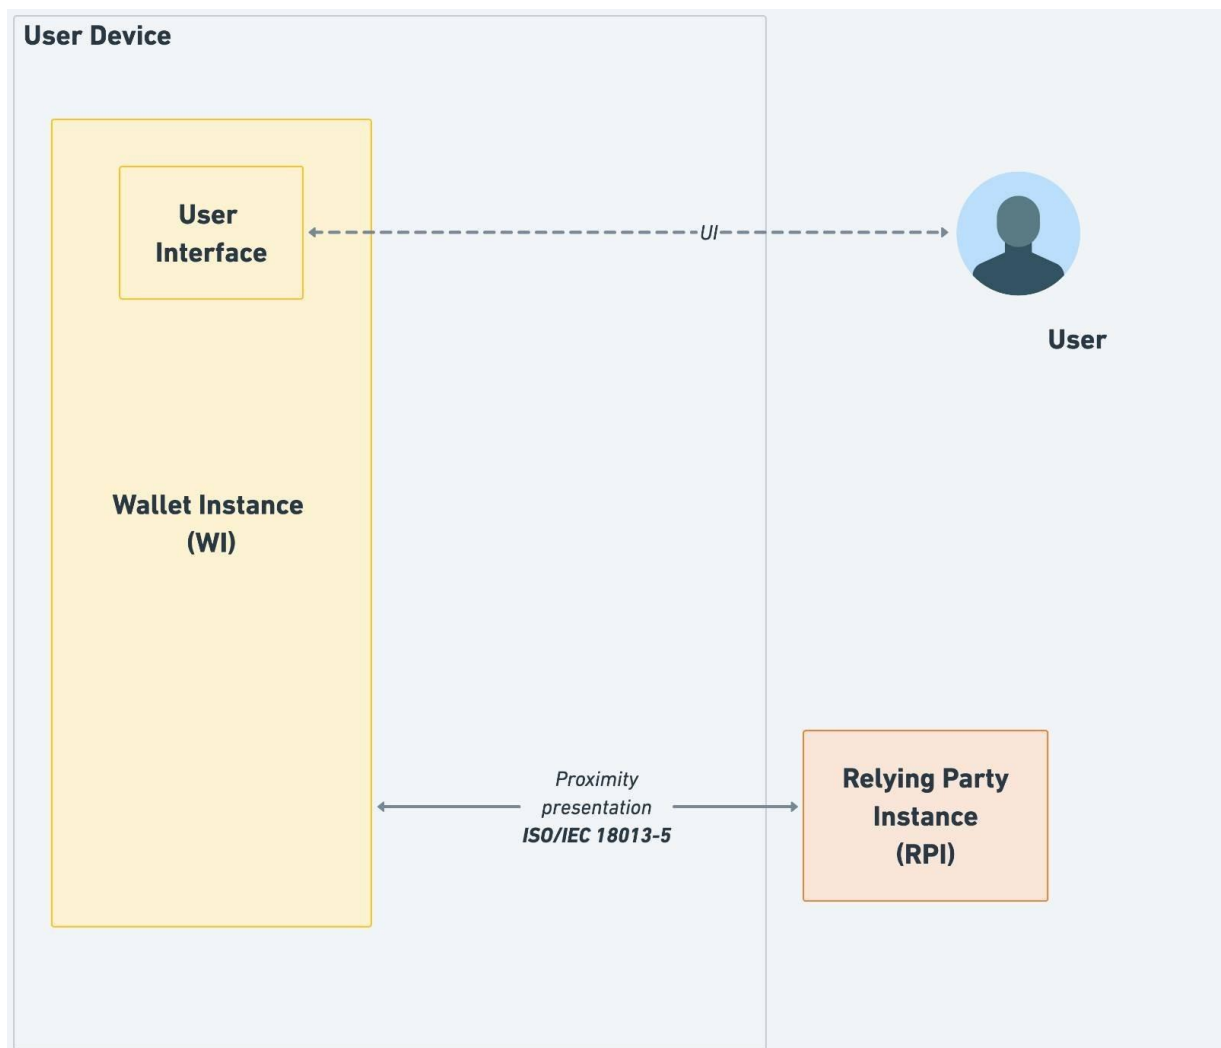 User Device
User
Interface
UI
User
Wallet Instance
(WI)
Proximity
presentation
ISO/IEC 18013-5
Relying Party
Instance
(RPI)